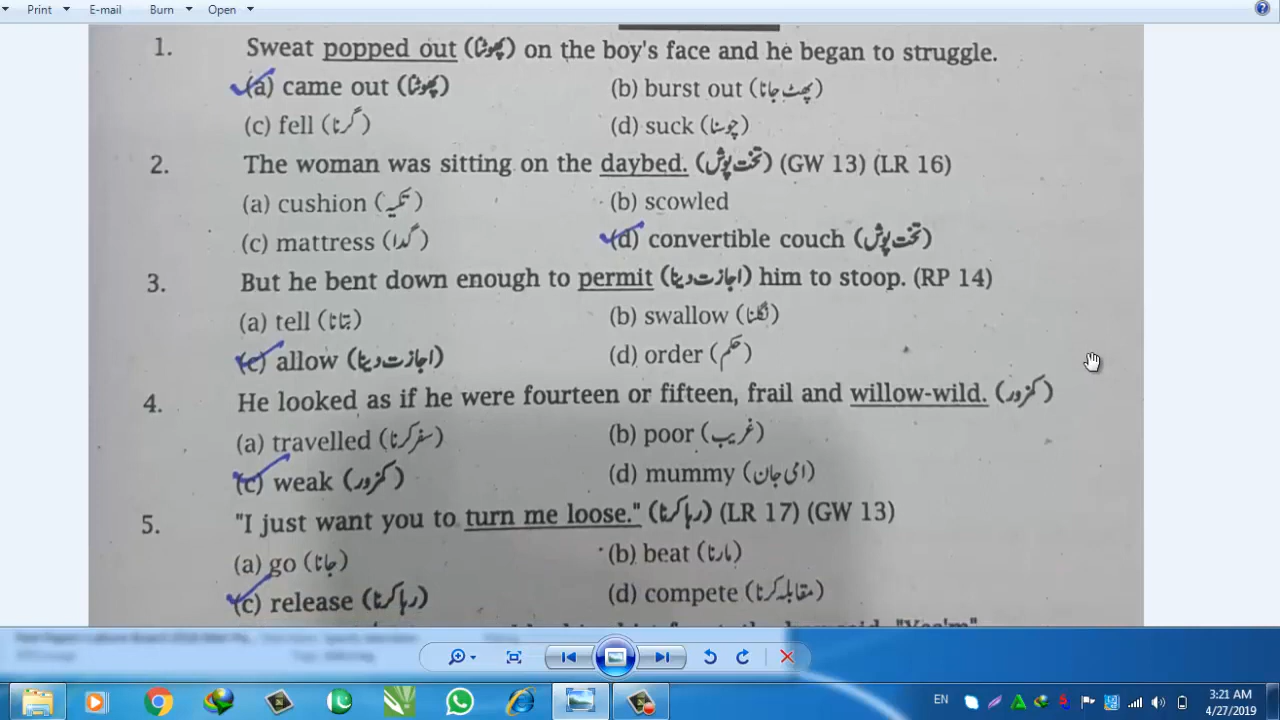 Print Burn E-mail Open
1. Sweat popped out (پھوٹنا) on the boy's face and he began to struggle.
(a) came out (پھوٹنا) (b) burst out (پھٹ جانا)
(c) fell (گرنا) (d) suck (چوسنا)
2. The woman was sitting on the daybed. (تخت پوش) (GW 13) (LR 16)
(a) cushion (تکیہ) (b) scowled
(c) mattress (گدا) (d) convertible couch (تخت پوش)
3. But he bent down enough to permit (اجازت دینا) him to stoop. (RP 14)
(a) tell (بتانا) (b) swallow (نگلنا)
(c) allow (اجازت دینا) (d) order (حکم)
4. He looked as if he were fourteen or fifteen, frail and willow-wild. (کمزور)
(a) travelled (سفر کرنا) (b) poor (غریب)
(c) weak (کمزور) (d) mummy (امی جان)
5. "I just want you to turn me loose." (رہا کرنا) (LR 17) (GW 13)
(a) go (جانا) (b) beat (مارنا)
(c) release (رہا کرنا) (d) compete (مقابلہ کرنا)
"Yes'm"
EN 3:21 AM
4/27/2019